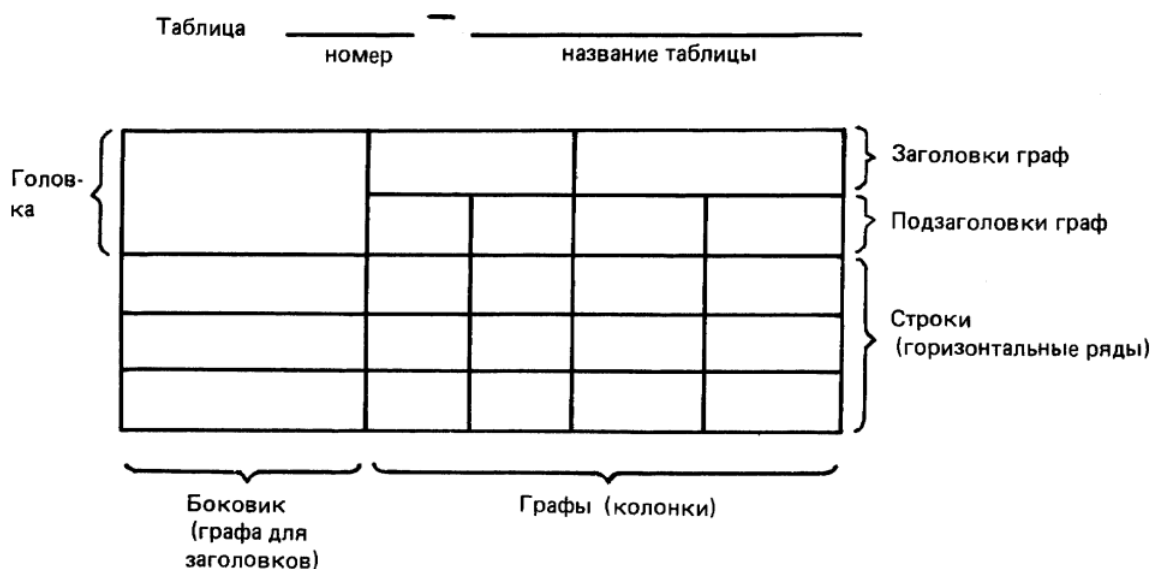 Таблица — 
номер название таблицы
Голов-
ка
Заголовки граф
Подзаголовки граф
Строки
(горизонтальные ряды)
Боковик
(графа для
заголовков)
Графы (колонки)